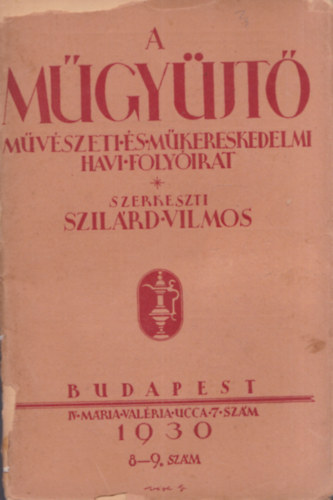 A
MŰGYÜJTŐ
MŰVÉSZETI·ÉS·MŰKERESKEDELMI
HAVI·FOLYÓIRAT
SZERKESZTI
SZILÁRD·VILMOS
BUDAPEST
IV·MÁRIA·VALÉRIA·UCCA·7·SZÁM
1930
8—9. SZÁM